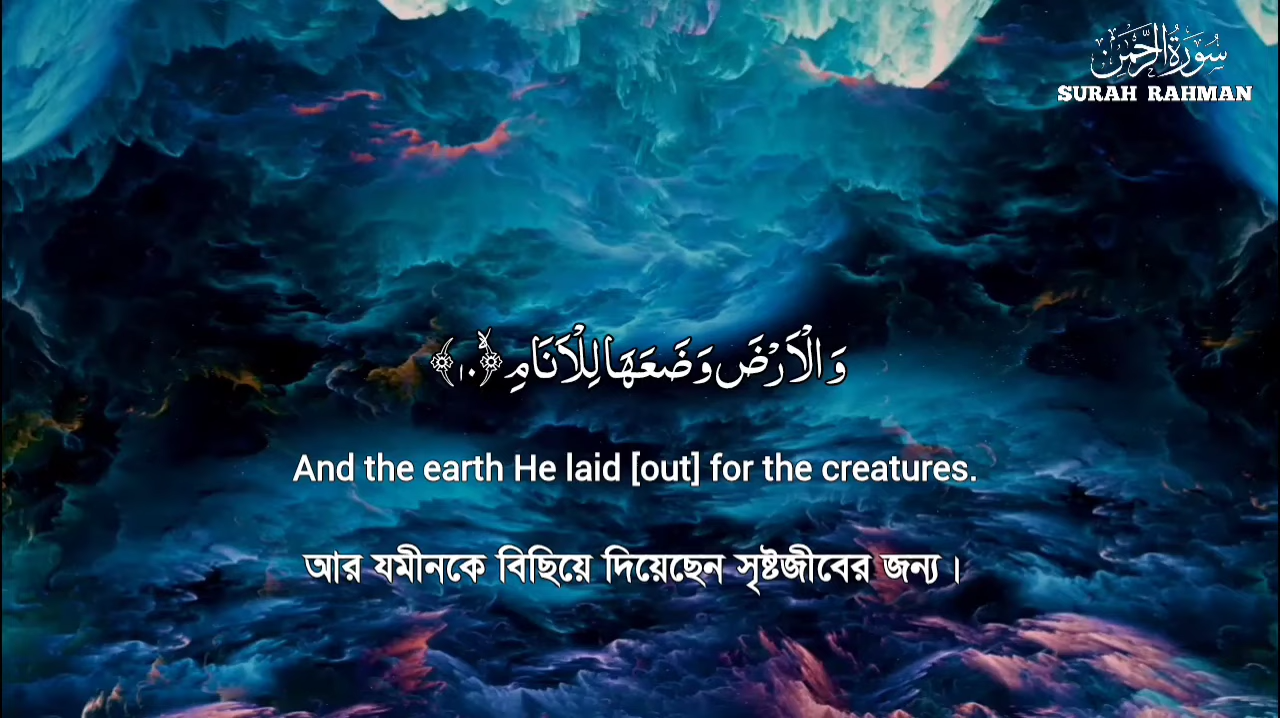 سُورَةُ الرَّحْمٰن
SURAH RAHMAN
وَالْاَرْضَ وَضَعَهَا لِلْاَنَامِ ﴿ۙ۱۰﴾
And the earth He laid [out] for the creatures.
আর যমীনকে বিছিয়ে দিয়েছেন সৃষ্টজীবের জন্য।